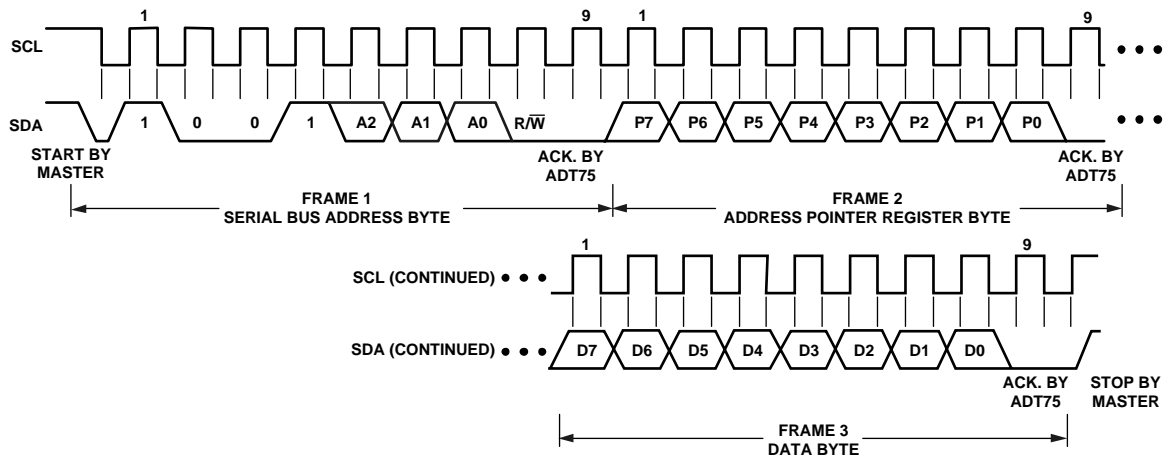 1 9 1 9
SCL
SDA 1 0 0 1 A2 A1 A0 R/W̅ P7 P6 P5 P4 P3 P2 P1 P0
START BY
MASTER
ACK. BY
ADT75
ACK. BY
ADT75
FRAME 1
SERIAL BUS ADDRESS BYTE
FRAME 2
ADDRESS POINTER REGISTER BYTE
1 9
SCL (CONTINUED)
SDA (CONTINUED) D7 D6 D5 D4 D3 D2 D1 D0
ACK. BY
ADT75
STOP BY
MASTER
FRAME 3
DATA BYTE